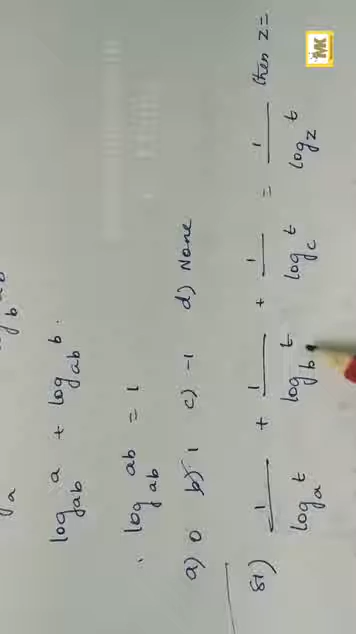 log_ab a + log_ab b.
log_ab ab = 1
a) 0 b) 1 c) -1 d) None
81) 1/log_a t + 1/log_b t + 1/log_c t = 1/log_z t then z =
MK